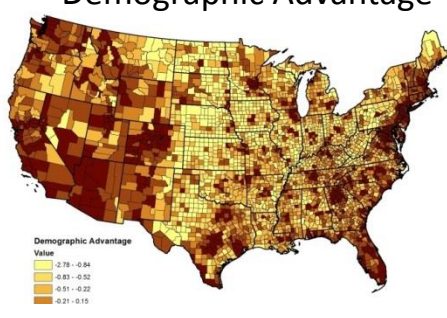 Demographic Advantage
Demographic Advantage
Value
-2.78 - -0.84
-0.83 - -0.52
-0.51 - -0.22
-0.21 - 0.15